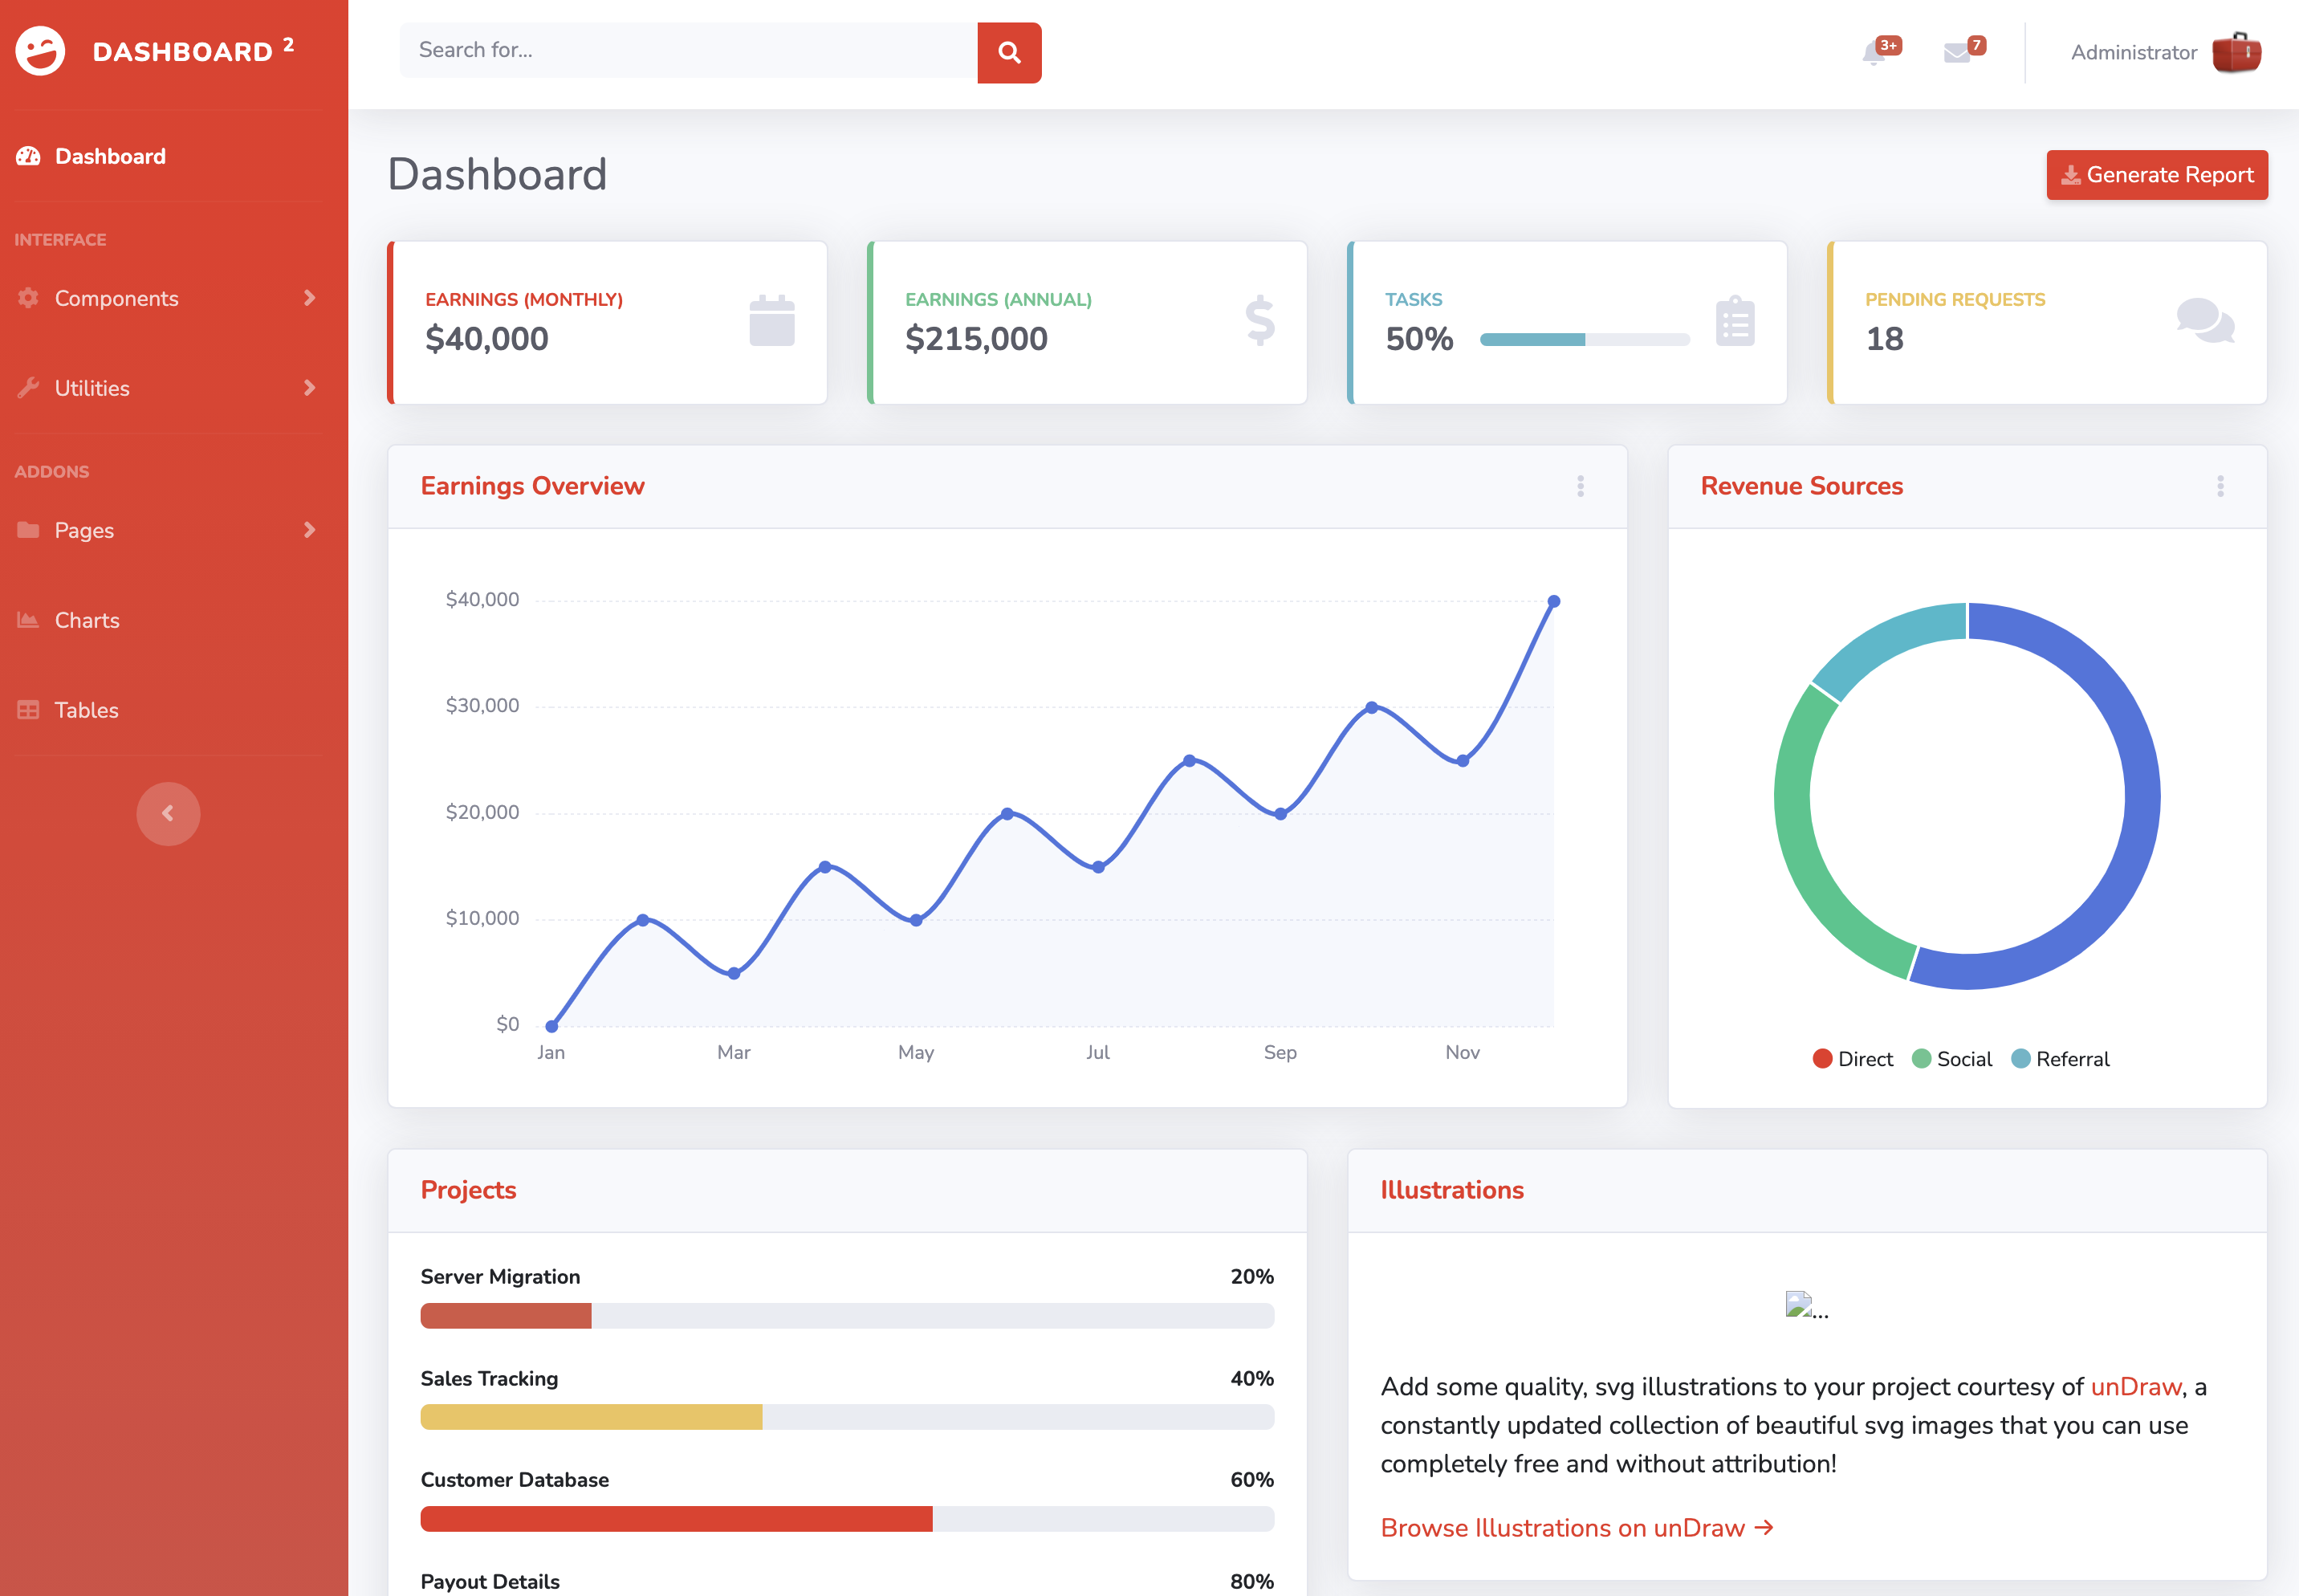 DASHBOARD 2
Search for...
3+
7
Administrator
Dashboard
INTERFACE
Components
Utilities
ADDONS
Pages
Charts
Tables
Dashboard
Generate Report
EARNINGS (MONTHLY)
$40,000
EARNINGS (ANNUAL)
$215,000
TASKS
50%
PENDING REQUESTS
18
Earnings Overview
$40,000
$30,000
$20,000
$10,000
$0
Jan Mar May Jul Sep Nov
Revenue Sources
Direct Social Referral
Projects
Server Migration 20%
Sales Tracking 40%
Customer Database 60%
Payout Details 80%
Illustrations
...
Add some quality, svg illustrations to your project courtesy of unDraw, a
constantly updated collection of beautiful svg images that you can use
completely free and without attribution!
Browse Illustrations on unDraw →